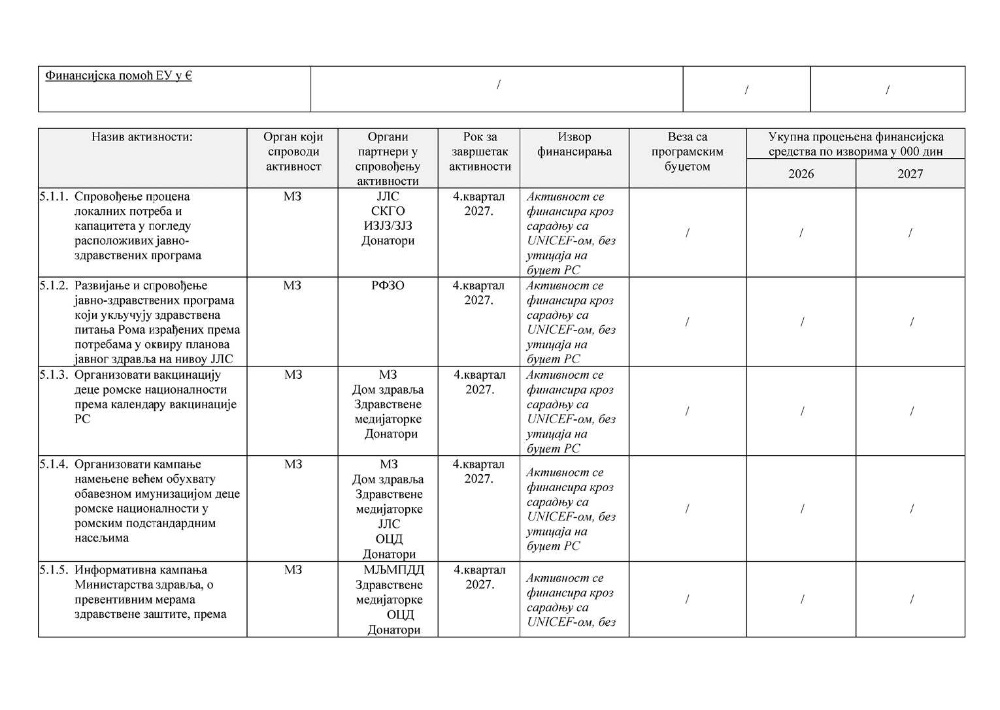 Финансијска помоћ ЕУ у €
/
/
/
Назив активности:
Орган који
спроводи
активност
Органи
партнери у
спровођењу
активности
Рок за
завршетак
активности
Извор
финансирања
Веза са
програмским
буџетом
Укупна процењена финансијска
средства по изворима у 000 дин
2026
2027
5.1.1. Спровођење процена
локалних потреба и
капацитета у погледу
расположивих јавно-
здравствених програма
МЗ
ЈЛС
СКГО
ИЗЈЗ/ЗЈЗ
Донатори
4.квартал
2027.
Активност се
финансира кроз
сарадњу са
UNICEF-ом, без
утицаја на
буџет РС
/
/
/
5.1.2. Развијање и спровођење
јавно-здравствених програма
који укључују здравствена
питања Рома израђених према
потребама у оквиру планова
јавног здравља на нивоу ЈЛС
МЗ
РФЗО
4.квартал
2027.
Активност се
финансира кроз
сарадњу са
UNICEF-ом, без
утицаја на
буџет РС
/
/
/
5.1.3. Организовати вакцинацију
деце ромске националности
према календару вакцинације
РС
МЗ
МЗ
Дом здравља
Здравствене
медијаторке
Донатори
4.квартал
2027.
Активност се
финансира кроз
сарадњу са
UNICEF-ом, без
утицаја на
буџет РС
/
/
/
5.1.4. Организовати кампање
намењене већем обухвату
обавезном имунизацијом деце
ромске националности у
ромским подстандардним
насељима
МЗ
МЗ
Дом здравља
Здравствене
медијаторке
ЈЛС
ОЦД
Донатори
4.квартал
2027.
Активност се
финансира кроз
сарадњу са
UNICEF-ом, без
утицаја на
буџет РС
/
/
/
5.1.5. Информативна кампања
Министарства здравља, о
превентивним мерама
здравствене заштите, према
МЗ
МЉМПДД
Здравствене
медијаторке
ОЦД
Донатори
4.квартал
2027.
Активност се
финансира кроз
сарадњу са
UNICEF-ом, без
/
/
/